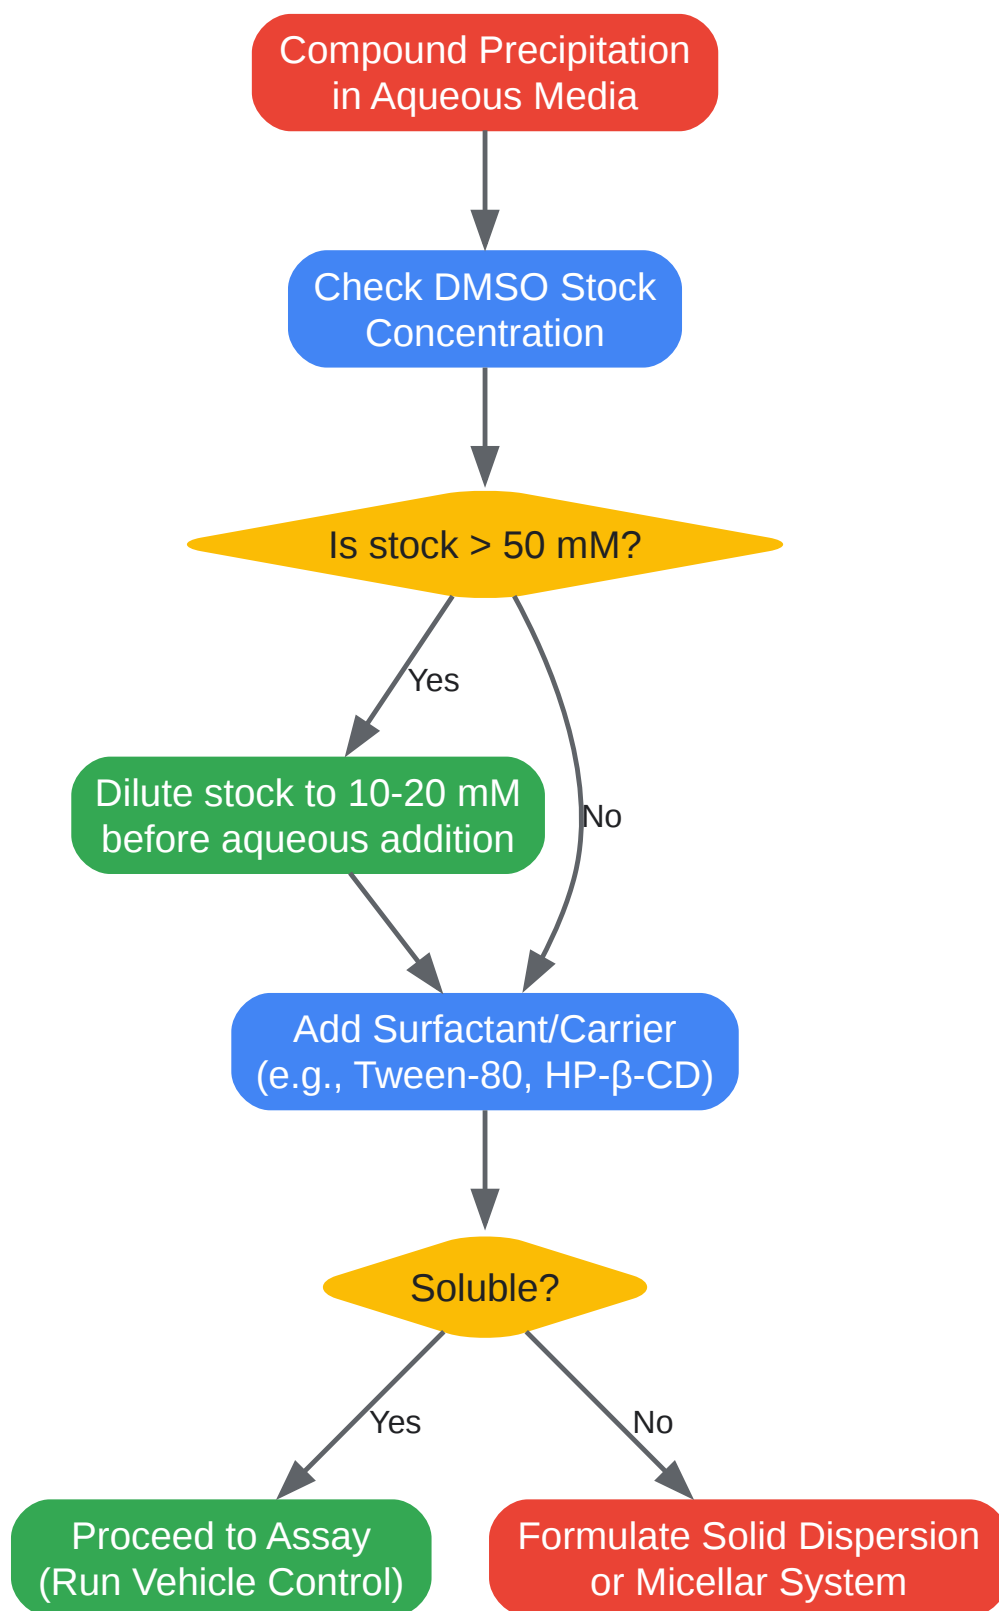 Compound Precipitation
in Aqueous Media
Check DMSO Stock
Concentration
Is stock > 50 mM?
Yes
Dilute stock to 10-20 mM
before aqueous addition
No
Add Surfactant/Carrier
(e.g., Tween-80, HP-β-CD)
Soluble?
Yes
No
Proceed to Assay
(Run Vehicle Control)
Formulate Solid Dispersion
or Micellar System